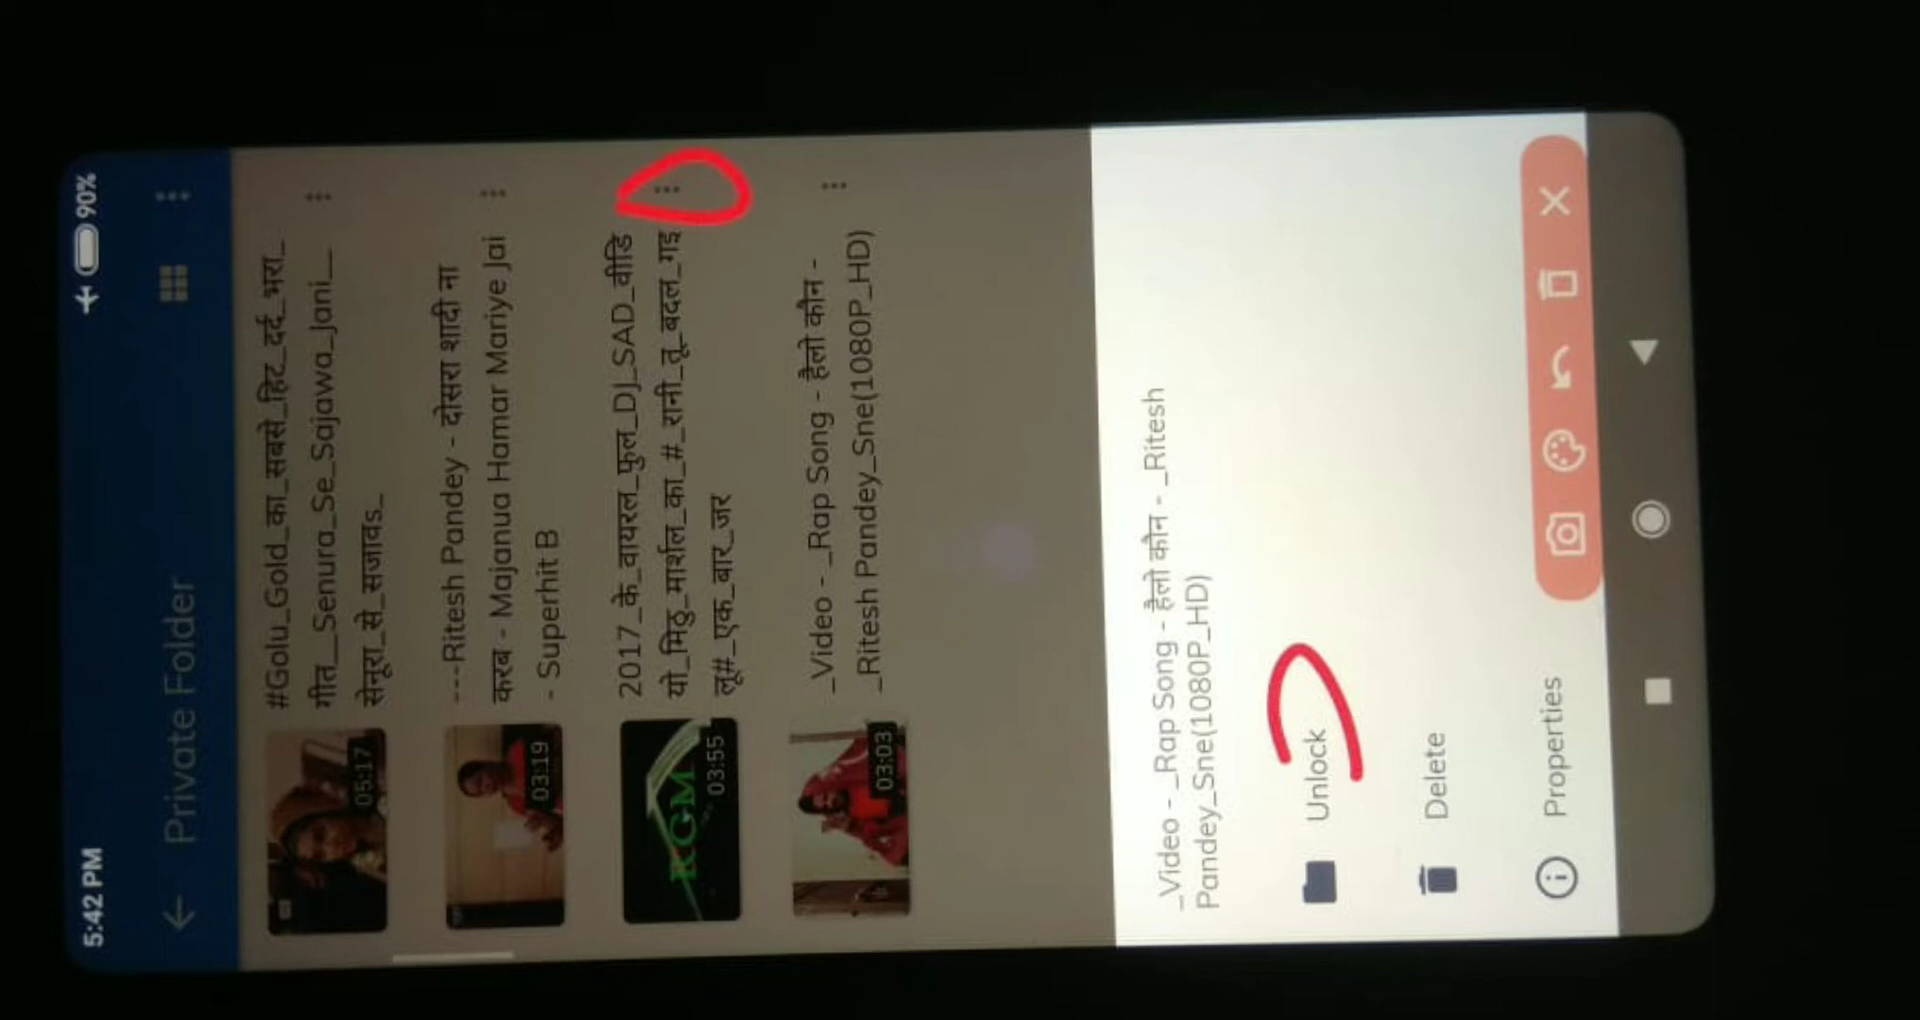 5:42 PM
90%
Private Folder
#Golu_Gold_का_सबसे_हिट_दर्द_भरा_
गीत__Senura_Se_Sajawa_Jani__
सेनूरा_से_सजावs_
05:17
---Ritesh Pandey - दोसरा शादी ना
करब - Majanua Hamar Mariye Jai
- Superhit B
03:19
2017_के_वायरल_फुल_DJ_SAD_वीडि
यो_मिठु_मार्शल_का_#_रानी_तू_बदल_गइ
लू#_एक_बार_जर
RGM
03:55
_Video - _Rap Song - हैलो कौन -
_Ritesh Pandey_Sne(1080P_HD)
03:03
_Video - _Rap Song - हैलो कौन - _Ritesh
Pandey_Sne(1080P_HD)
Unlock
Delete
Properties